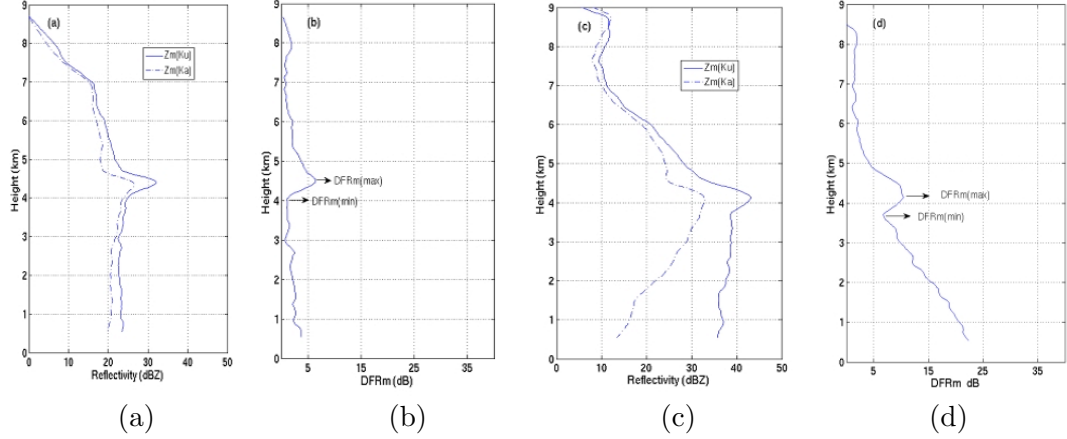 (a)
Zm[Ku]
Zm[Ka]
Height (km)
9
8
7
6
5
4
3
2
1
0
0 10 20 30 40 50
Reflectivity (dBZ)
(b)
DFRm(max)
DFRm(min)
Height (km)
9
8
7
6
5
4
3
2
1
0
5 15 25 35
DFRm (dB)
(c)
Zm[Ku]
Zm[Ka]
Height (km)
9
8
7
6
5
4
3
2
1
0
0 10 20 30 40 50
Reflectivity (dBZ)
(d)
DFRm(max)
DFRm(min)
Height (km)
9
8
7
6
5
4
3
2
1
0
5 15 25 35
DFRm dB
(a) (b) (c) (d)